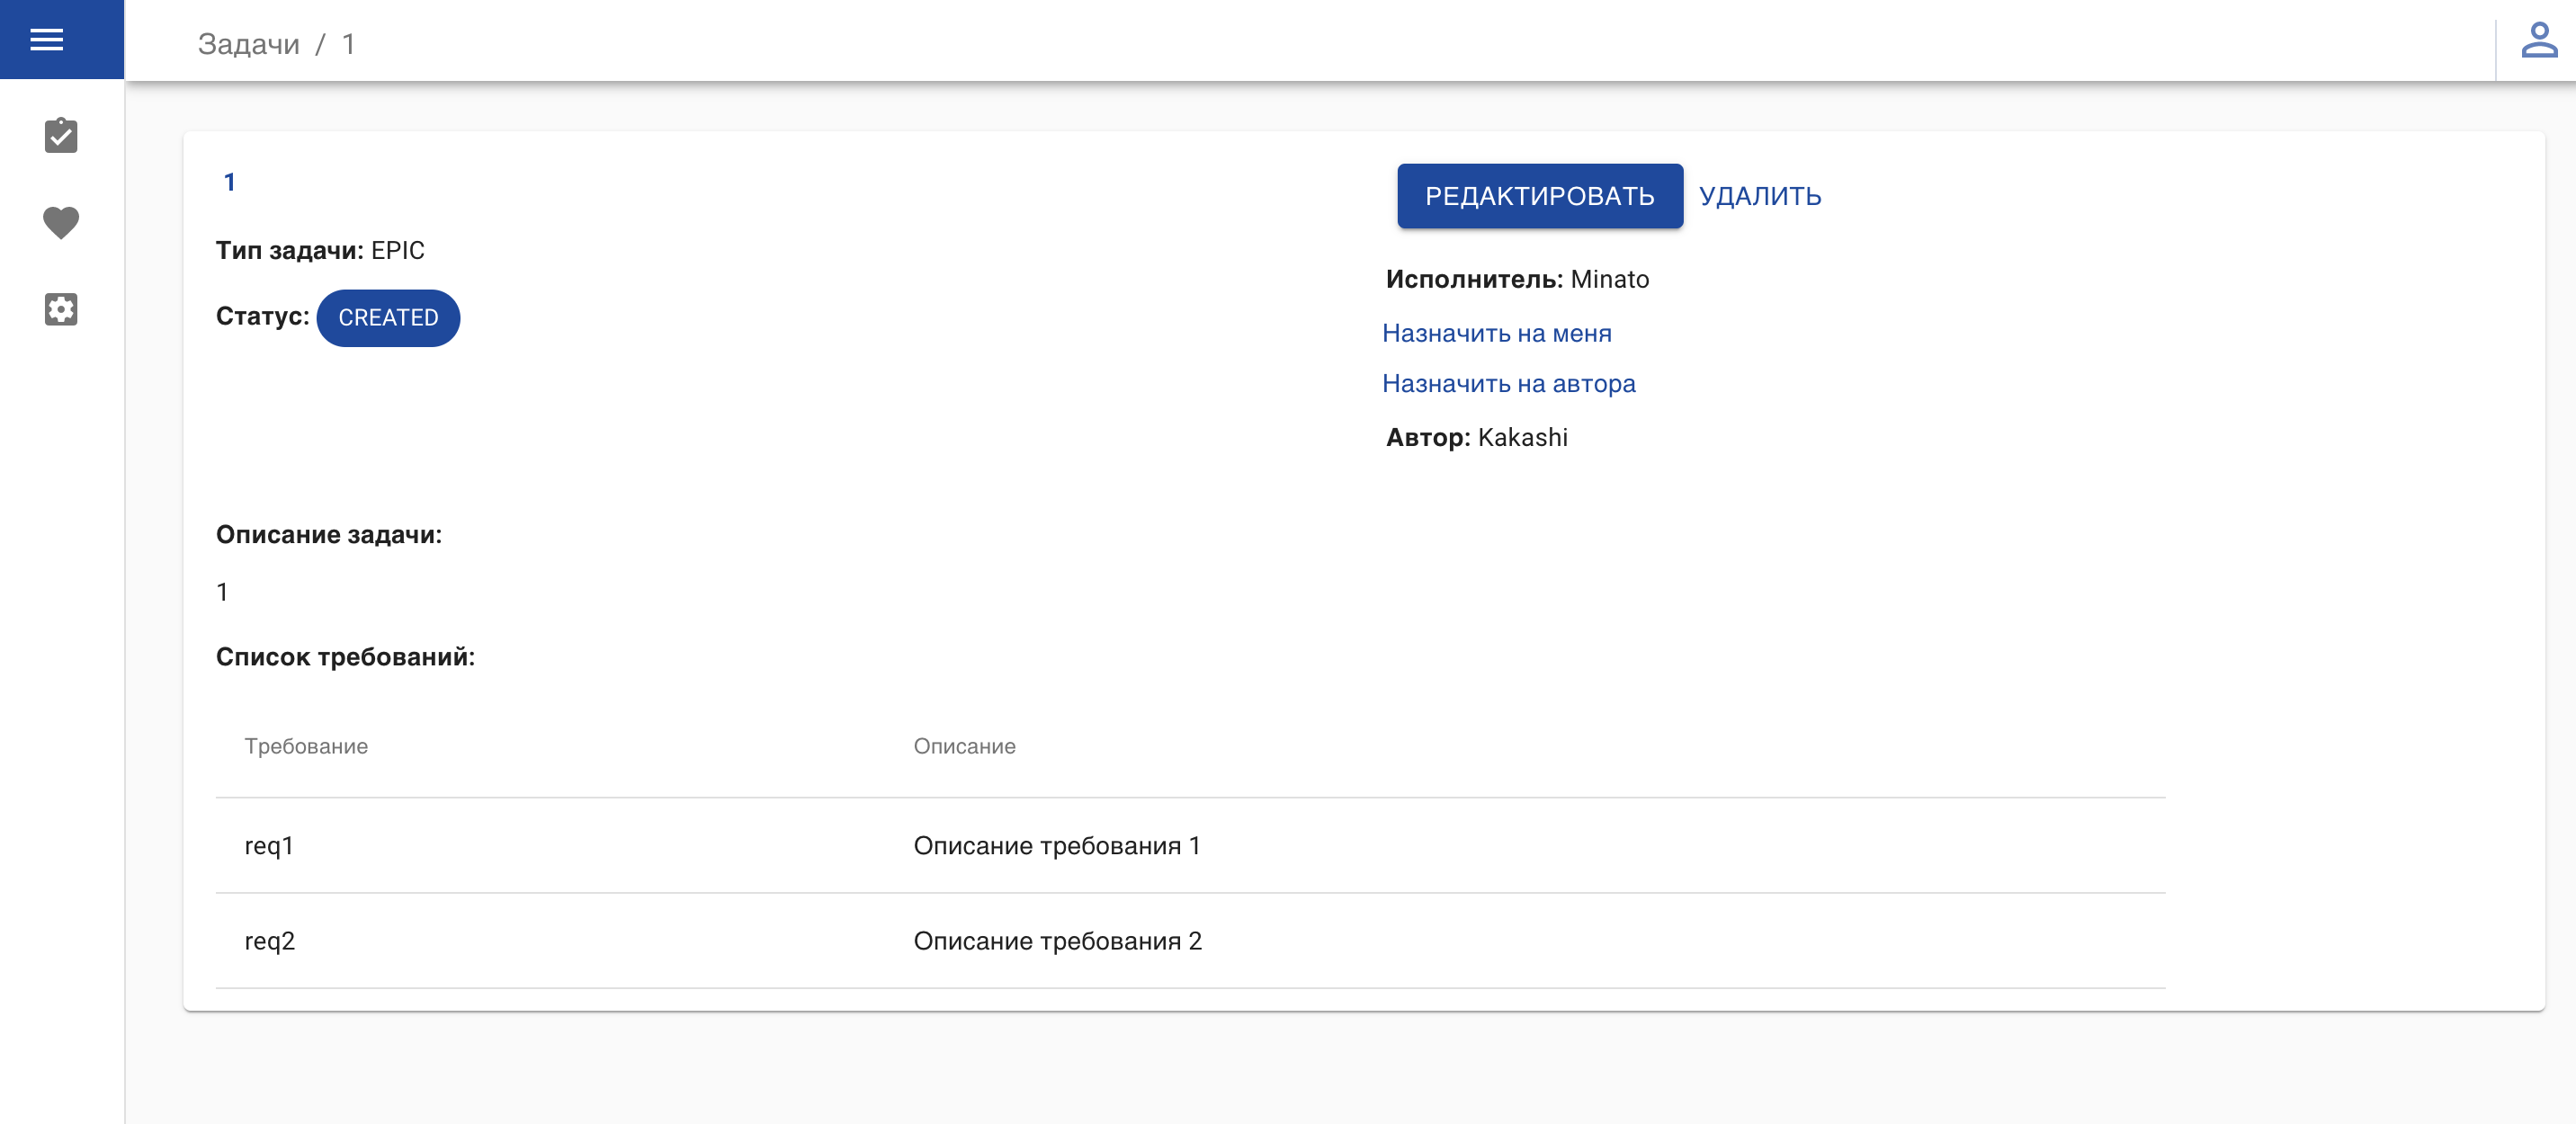 Задачи / 1
1
РЕДАКТИРОВАТЬ УДАЛИТЬ
Тип задачи: EPIC
Статус: CREATED
Исполнитель: Minato
Назначить на меня
Назначить на автора
Автор: Kakashi
Описание задачи:
1
Список требований:
Требование Описание
req1 Описание требования 1
req2 Описание требования 2